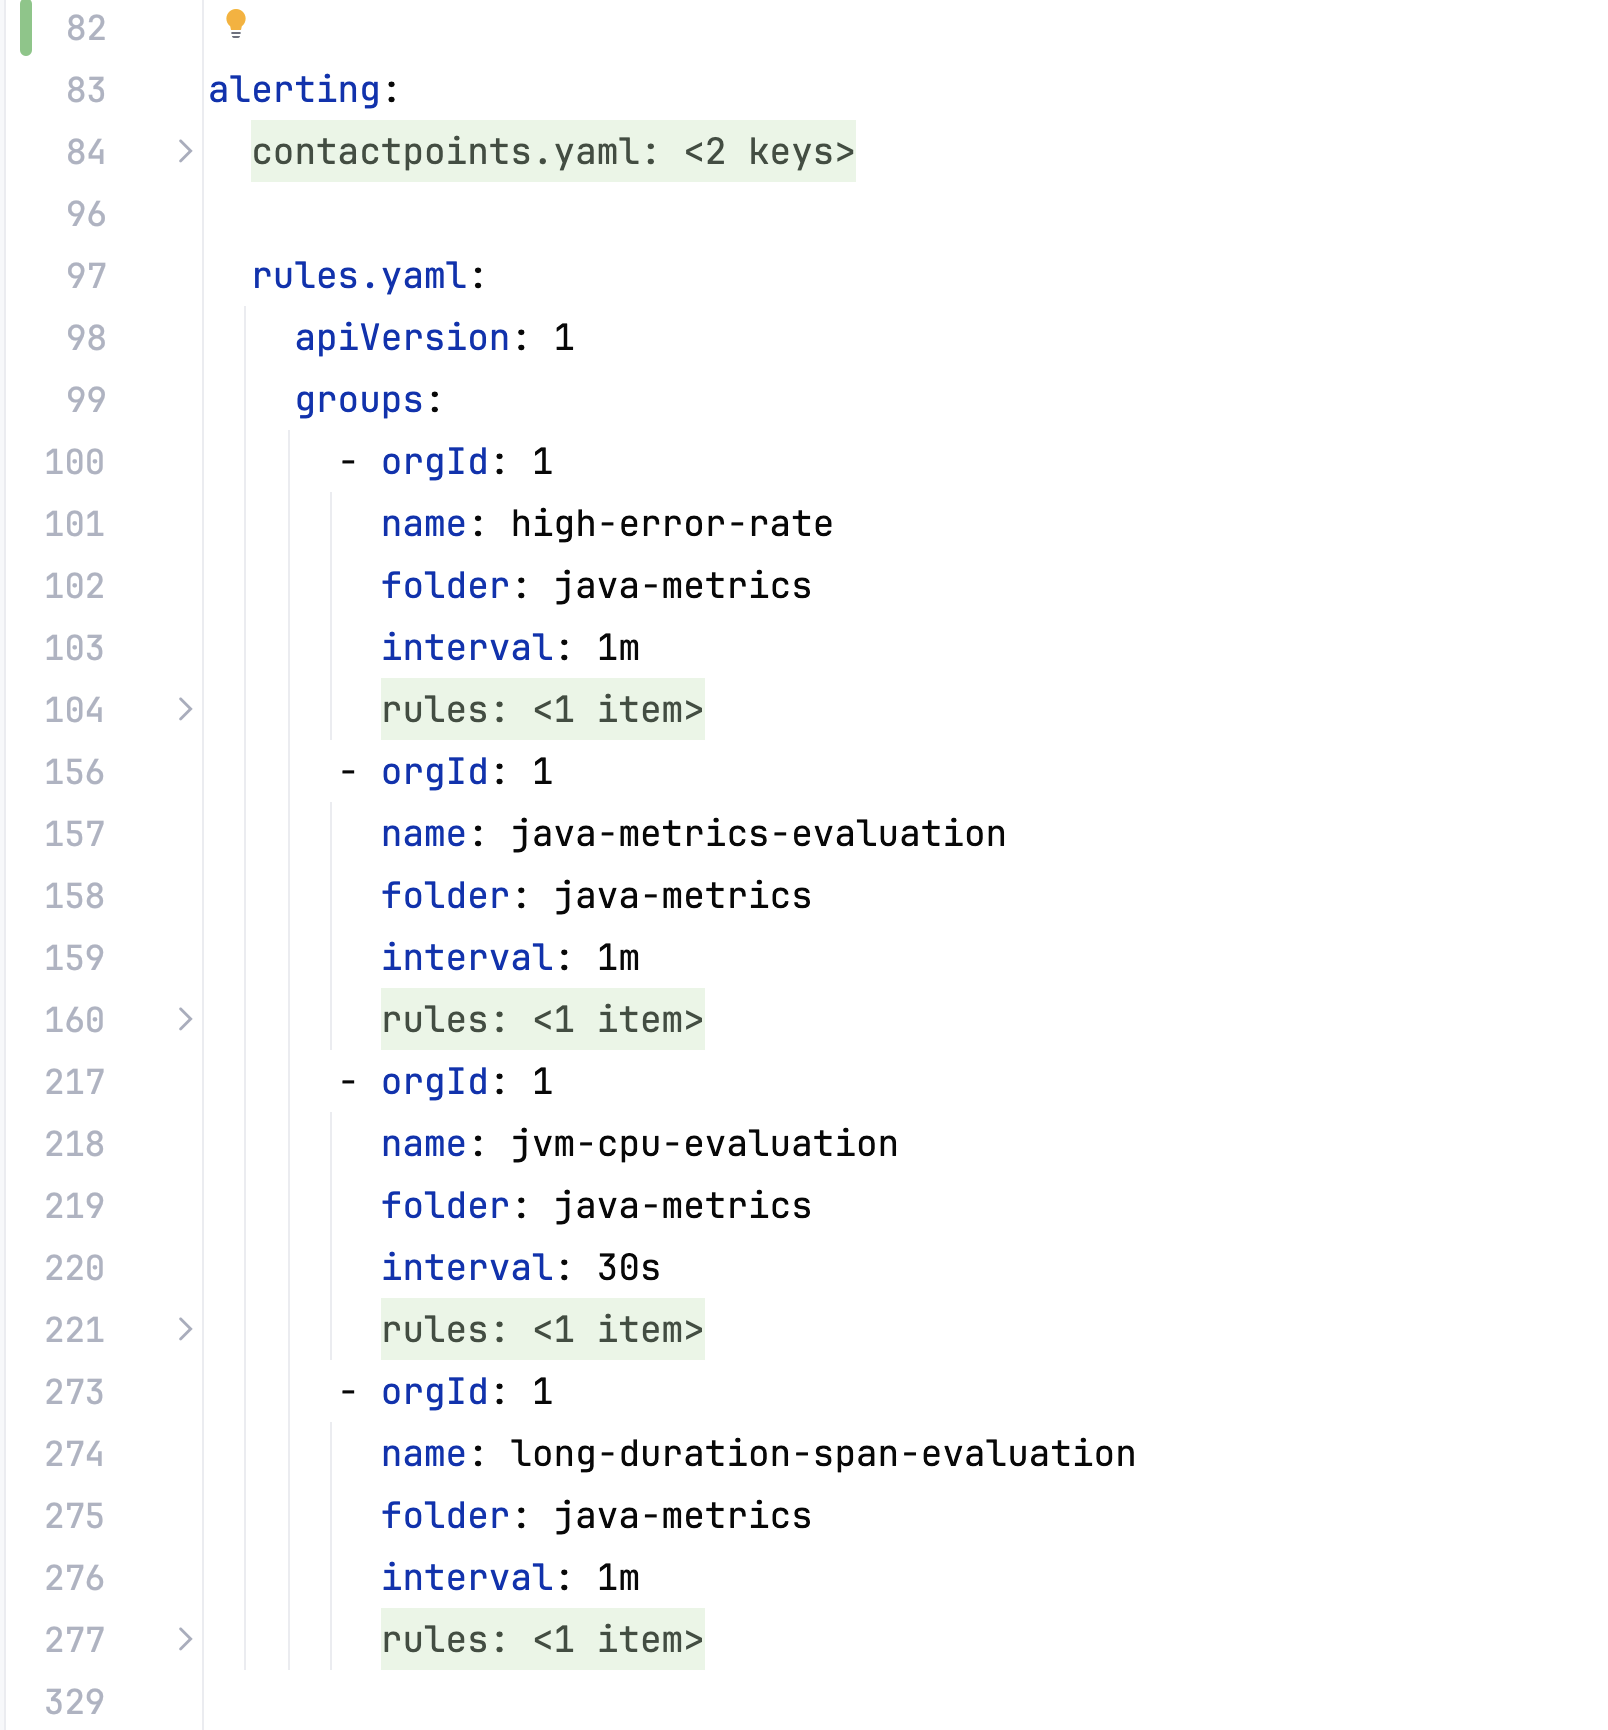 82
83 alerting:
84 contactpoints.yaml: <2 keys>
96
97 rules.yaml:
98 apiVersion: 1
99 groups:
100 - orgId: 1
101 name: high-error-rate
102 folder: java-metrics
103 interval: 1m
104 rules: <1 item>
156 - orgId: 1
157 name: java-metrics-evaluation
158 folder: java-metrics
159 interval: 1m
160 rules: <1 item>
217 - orgId: 1
218 name: jvm-cpu-evaluation
219 folder: java-metrics
220 interval: 30s
221 rules: <1 item>
273 - orgId: 1
274 name: long-duration-span-evaluation
275 folder: java-metrics
276 interval: 1m
277 rules: <1 item>
329